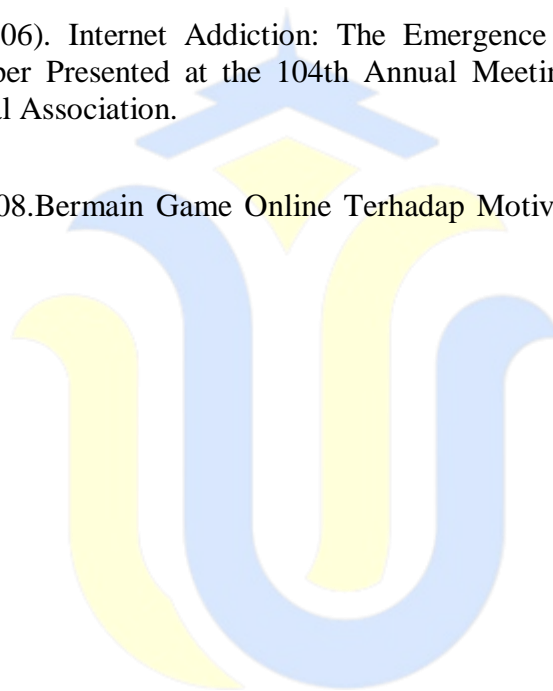 06). Internet Addiction: The Emergence
per Presented at the 104th Annual Meetin
al Association.
08.Bermain Game Online Terhadap Motiv